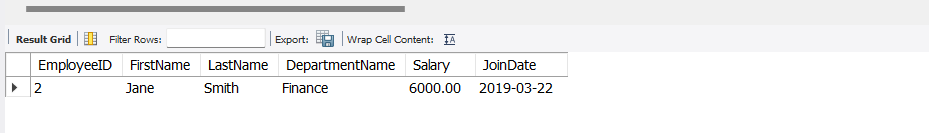 Result Grid Filter Rows: Export: Wrap Cell Content:
EmployeeID FirstName LastName DepartmentName Salary JoinDate
2 Jane Smith Finance 6000.00 2019-03-22